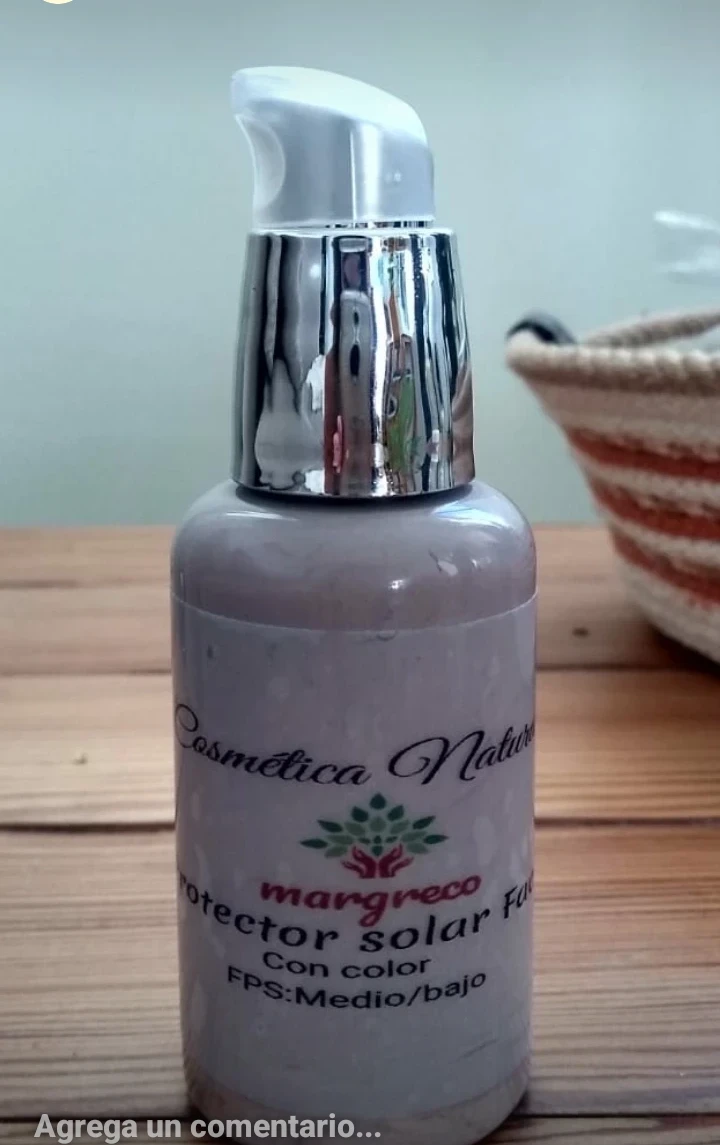 Cosmética Natur
margreco
rotector solar Fac
Con color
FPS:Medio/bajo
Agrega un comentario...